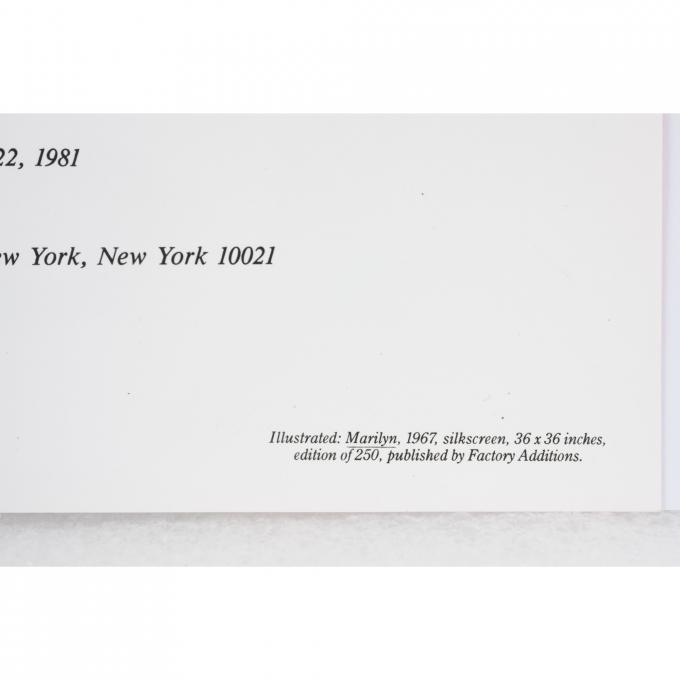 22, 1981
ew York, New York 10021
Illustrated: Marilyn, 1967, silkscreen, 36 x 36 inches,
edition of 250, published by Factory Additions.